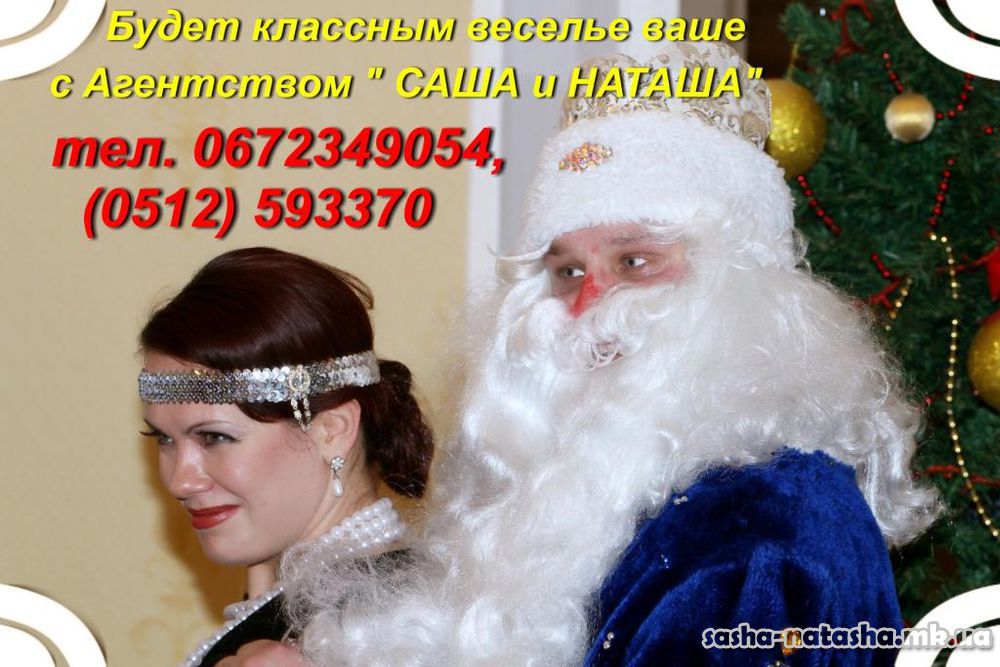 Будет классным веселье ваше
с Агентством " САША и НАТАША"
тел. 0672349054,
(0512) 593370
sasha-natasha.mk.ua